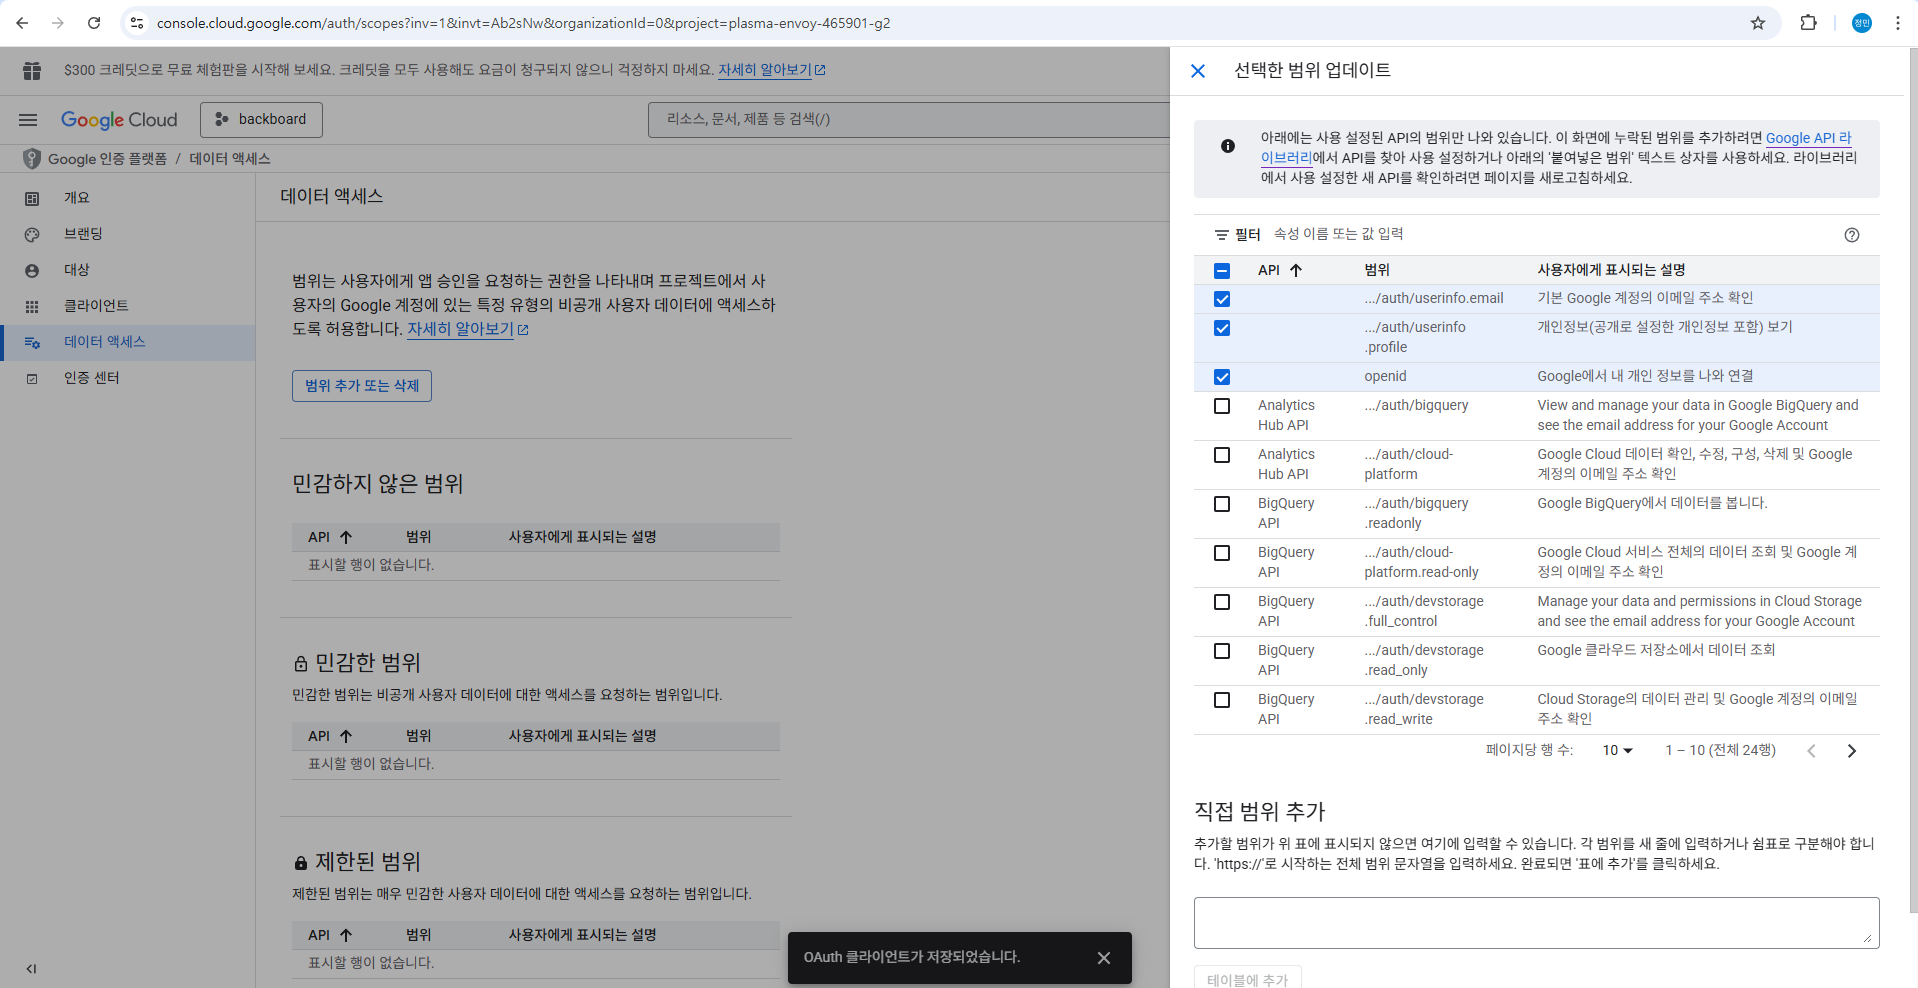 console.cloud.google.com/auth/scopes?inv=1&invt=Ab2sNw&organizationId=0&project=plasma-envoy-465901-g2
정민
$300 크레딧으로 무료 체험판을 시작해 보세요. 크레딧을 모두 사용해도 요금이 청구되지 않으니 걱정하지 마세요. 자세히 알아보기
Google Cloud
backboard
리소스, 문서, 제품 등 검색(/)
Google 인증 플랫폼 / 데이터 액세스
개요
브랜딩
대상
클라이언트
데이터 액세스
인증 센터
데이터 액세스
범위는 사용자에게 앱 승인을 요청하는 권한을 나타내며 프로젝트에서 사
용자의 Google 계정에 있는 특정 유형의 비공개 사용자 데이터에 액세스하
도록 허용합니다. 자세히 알아보기
범위 추가 또는 삭제
민감하지 않은 범위
API 범위 사용자에게 표시되는 설명
표시할 행이 없습니다.
민감한 범위
민감한 범위는 비공개 사용자 데이터에 대한 액세스를 요청하는 범위입니다.
API 범위 사용자에게 표시되는 설명
표시할 행이 없습니다.
제한된 범위
제한된 범위는 매우 민감한 사용자 데이터에 대한 액세스를 요청하는 범위입니다.
API 범위 사용자에게 표시되는 설명
표시할 행이 없습니다.
OAuth 클라이언트가 저장되었습니다.
선택한 범위 업데이트
아래에는 사용 설정된 API의 범위만 나와 있습니다. 이 화면에 누락된 범위를 추가하려면 Google API 라
이브러리에서 API를 찾아 사용 설정하거나 아래의 '붙여넣은 범위' 텍스트 상자를 사용하세요. 라이브러리
에서 사용 설정한 새 API를 확인하려면 페이지를 새로고침하세요.
필터 속성 이름 또는 값 입력
API 범위 사용자에게 표시되는 설명
.../auth/userinfo.email 기본 Google 계정의 이메일 주소 확인
.../auth/userinfo 개인정보(공개로 설정한 개인정보 포함) 보기
.profile
openid Google에서 내 개인 정보를 나와 연결
Analytics .../auth/bigquery View and manage your data in Google BigQuery and
Hub API see the email address for your Google Account
Analytics .../auth/cloud- Google Cloud 데이터 확인, 수정, 구성, 삭제 및 Google
Hub API platform 계정의 이메일 주소 확인
BigQuery .../auth/bigquery Google BigQuery에서 데이터를 봅니다.
API .readonly
BigQuery .../auth/cloud- Google Cloud 서비스 전체의 데이터 조회 및 Google 계
API platform.read-only 정의 이메일 주소 확인
BigQuery .../auth/devstorage Manage your data and permissions in Cloud Storage
API .full_control and see the email address for your Google Account
BigQuery .../auth/devstorage Google 클라우드 저장소에서 데이터 조회
API .read_only
BigQuery .../auth/devstorage Cloud Storage의 데이터 관리 및 Google 계정의 이메일
API .read_write 주소 확인
페이지당 행 수: 10 1 – 10 (전체 24행)
직접 범위 추가
추가할 범위가 위 표에 표시되지 않으면 여기에 입력할 수 있습니다. 각 범위를 새 줄에 입력하거나 쉼표로 구분해야 합니
다. 'https://'로 시작하는 전체 범위 문자열을 입력하세요. 완료되면 '표에 추가'를 클릭하세요.
테이블에 추가